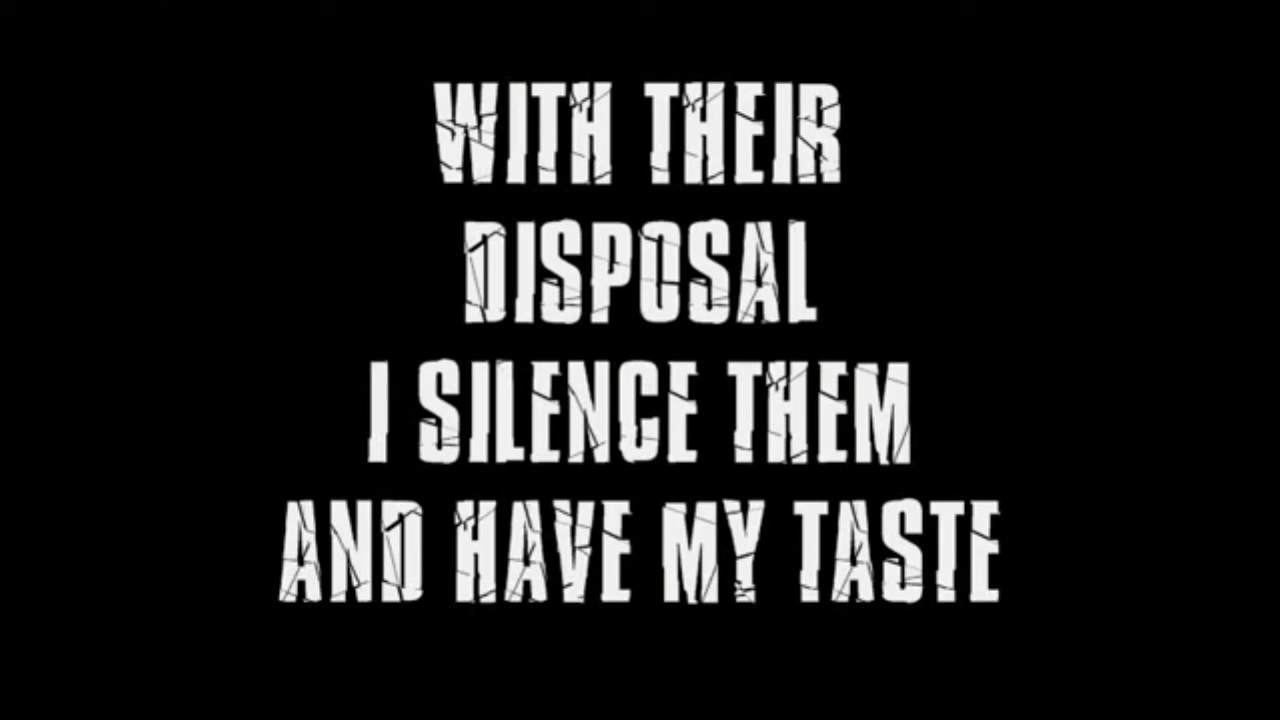 WITH THEIR
DISPOSAL
I SILENCE THEM
AND HAVE MY TASTE